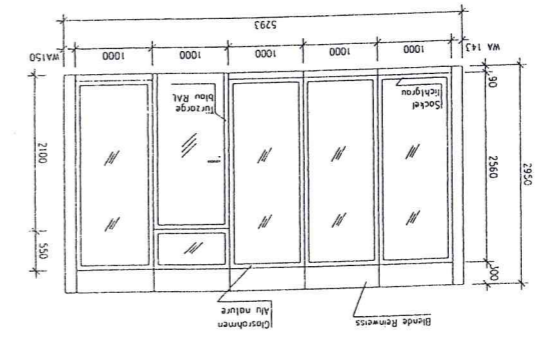 Blende Reinweiss
Glasrahmen
Alu nature
300
550
2950
2560
2100
Sockel
lichtgrau
Türzarge
blau RAL
90
WA 143 1000 1000 1000 1000 1000 WA150
5293